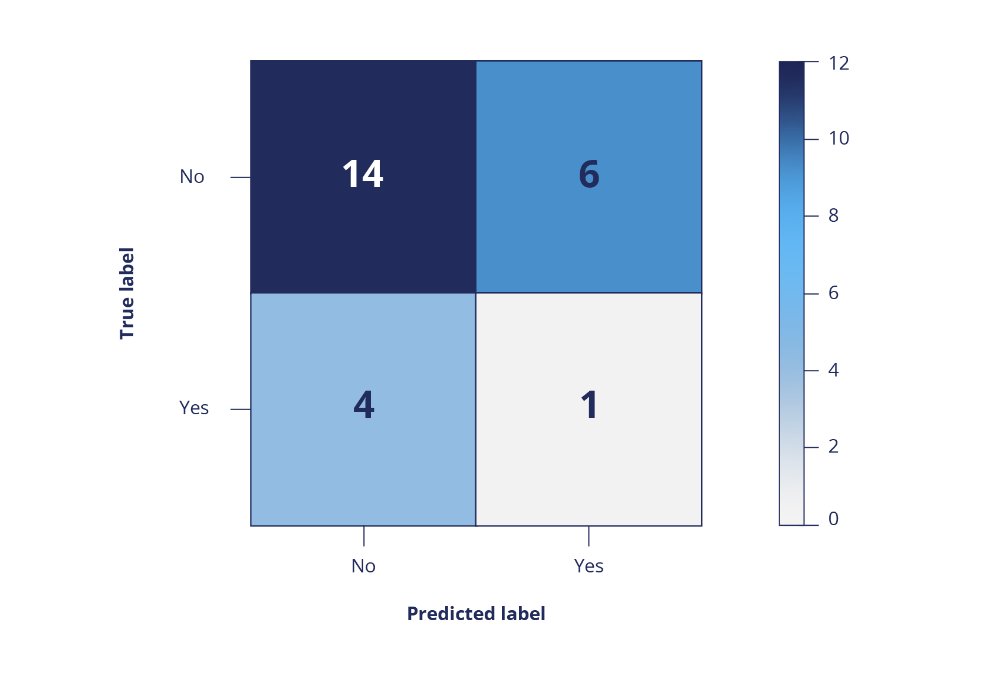 12
14
6
10
No
8
True label
6
4
4
1
Yes
2
0
No
Yes
Predicted label